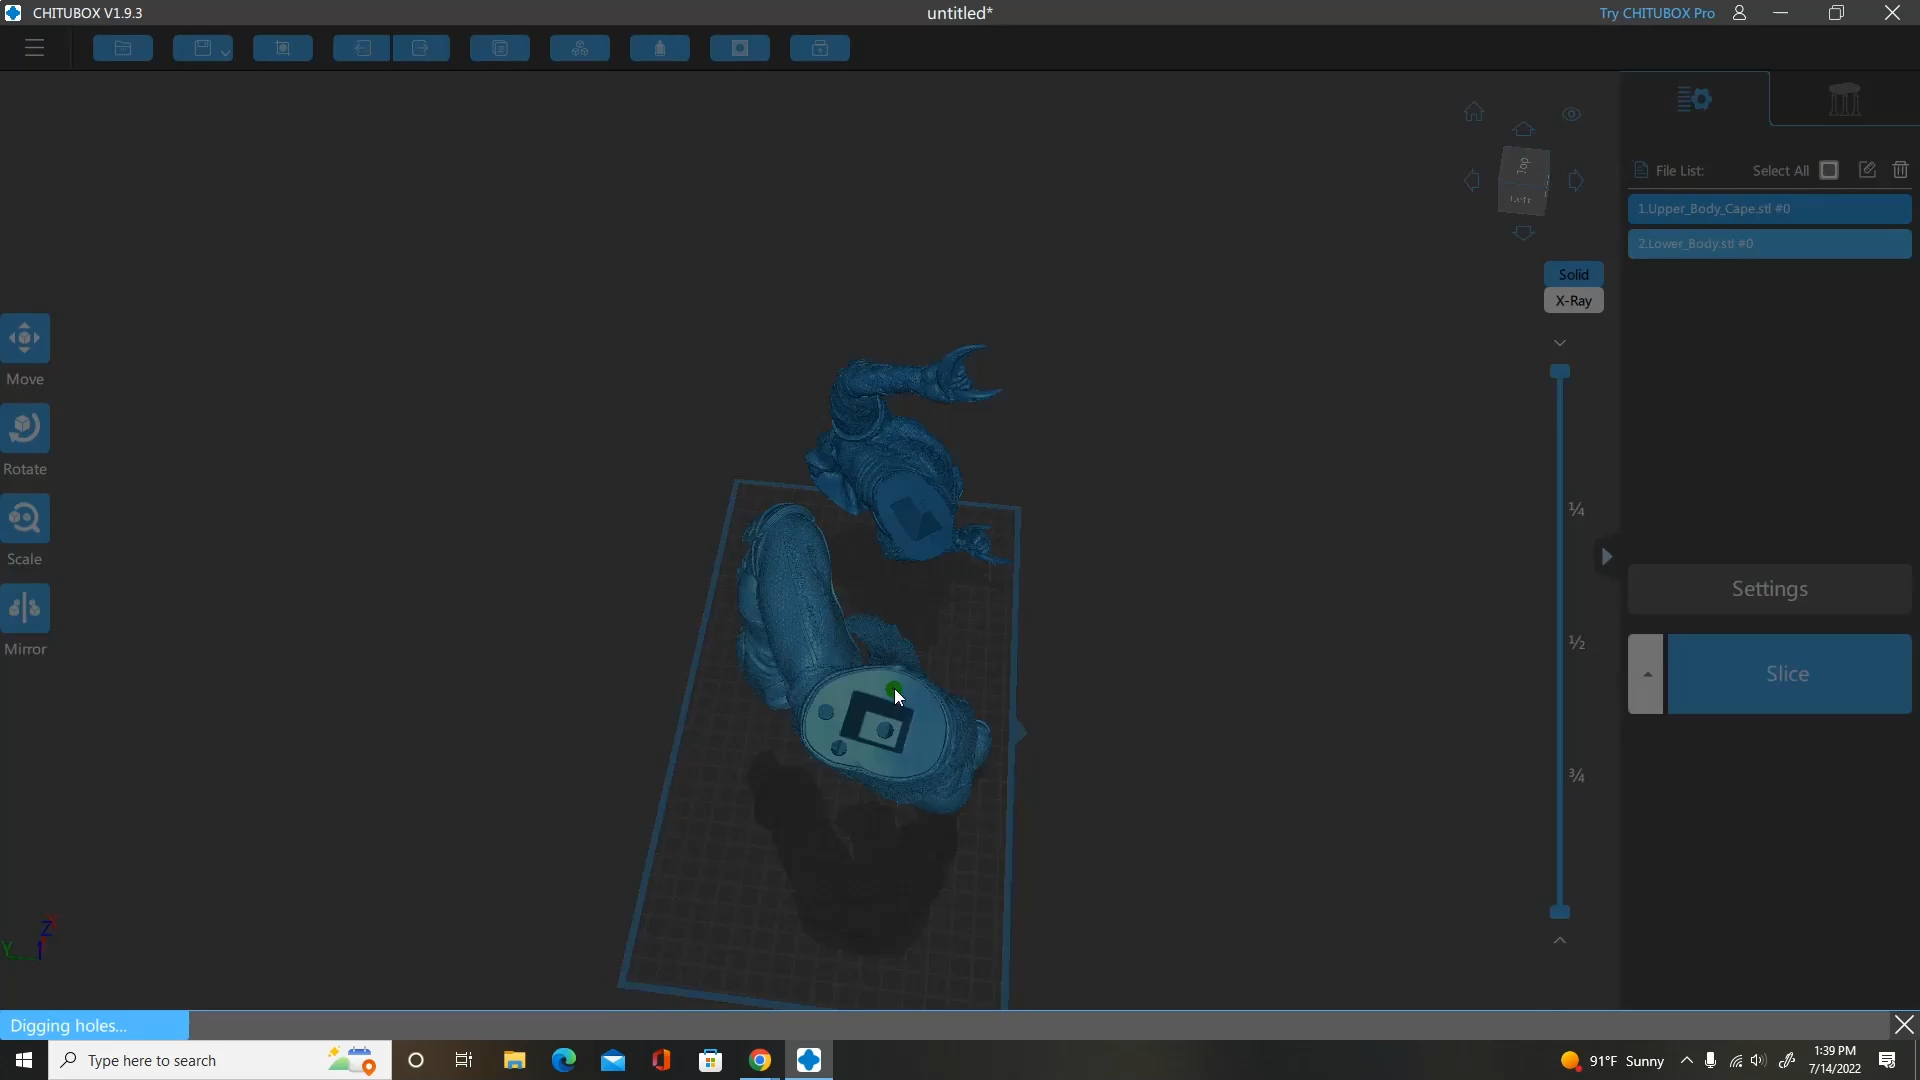 CHITUBOX V1.9.3
untitled*
Try CHITUBOX Pro
File List:
Select All
1.Upper_Body_Cape.stl #0
2.Lower_Body.stl #0
Top
Left
Solid
X-Ray
Move
Rotate
Scale
Mirror
¼
½
¾
Settings
Slice
Z
X
Y
Digging holes...
Type here to search
91°F Sunny
1:39 PM
7/14/2022